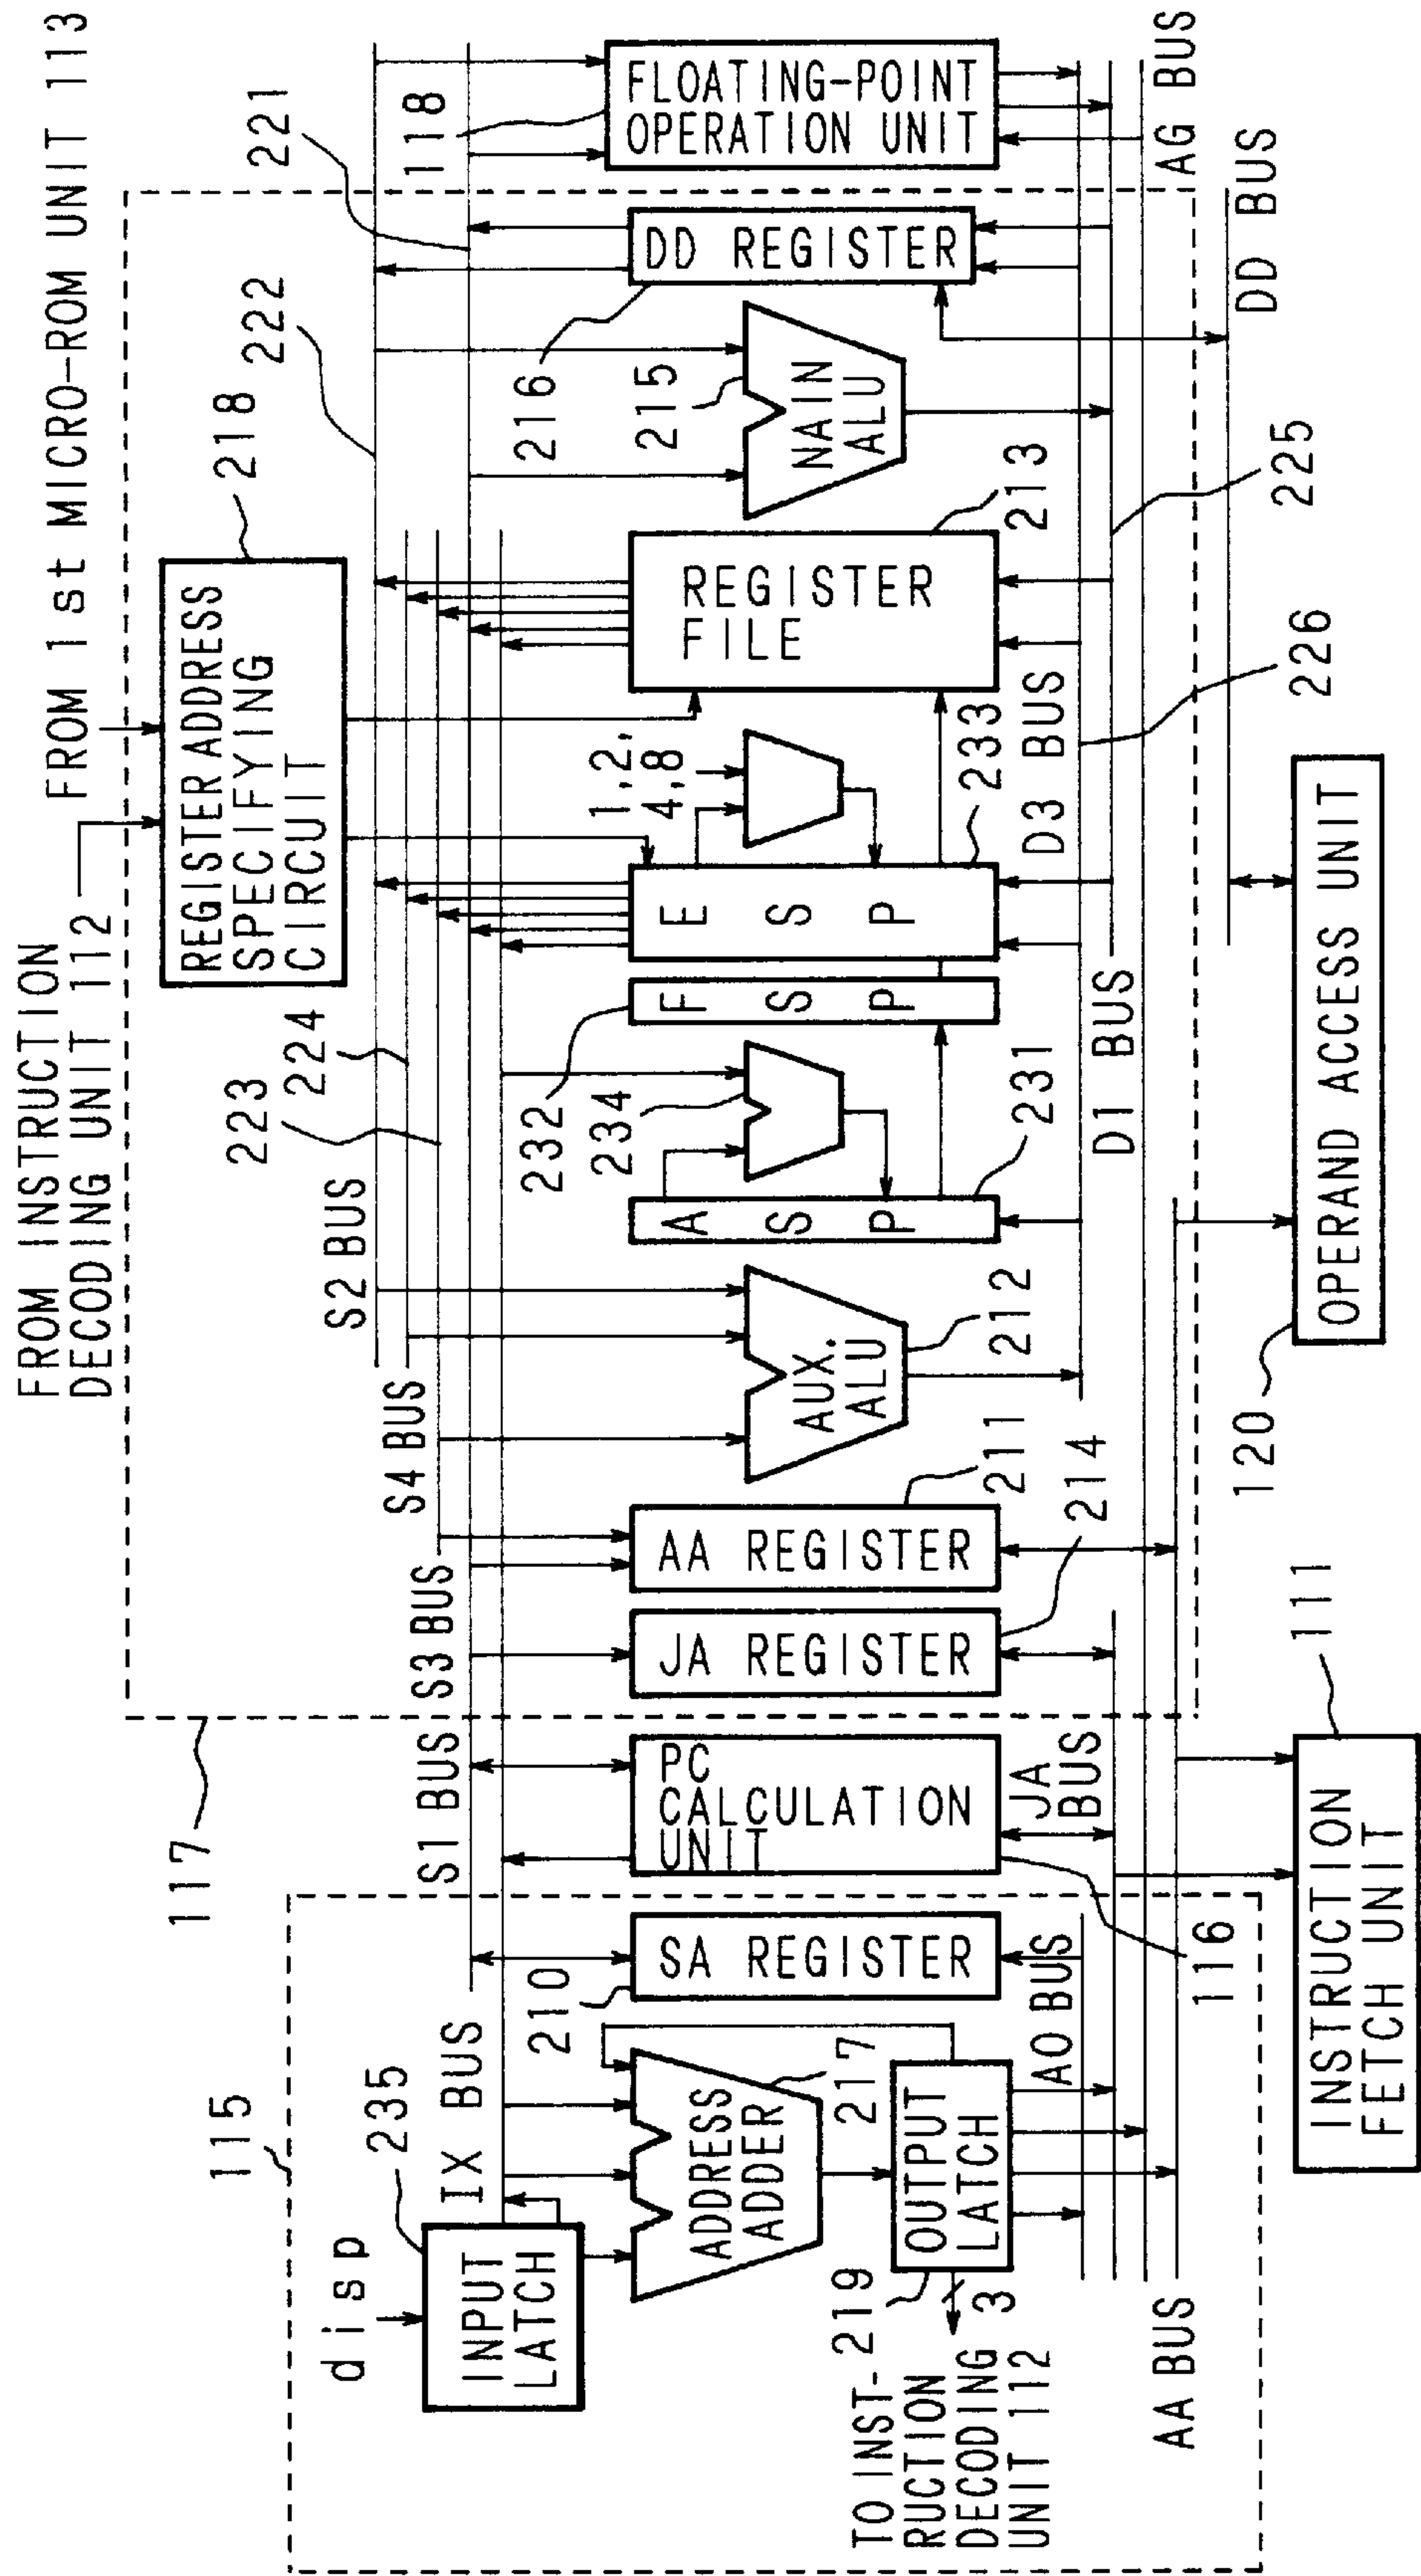 FROM INSTRUCTION
DECODING UNIT 112
FROM 1st MICRO-ROM UNIT 113
117
115
REGISTER ADDRESS
SPECIFYING
CIRCUIT
218
222
221
118
223
224
S2 BUS
S4 BUS
S3 BUS
S1 BUS
IX BUS
disp
235
INPUT
LATCH
ADDRESS
ADDER
217
210
SA REGISTER
PC
CALCULATION
UNIT
116
JA REGISTER
214
AA REGISTER
211
AUX.
ALU
212
ASP
231
234
232
FSP
ESP
233
1,2,
4,8
REGISTER
FILE
213
NAIN
ALU
215
216
DD REGISTER
FLOATING-POINT
OPERATION UNIT
OUTPUT
LATCH
219
3
TO INST-
RUCTION
DECODING
UNIT 112
AO BUS
JA
BUS
AA BUS
D1 BUS
D3 BUS
226
225
AG BUS
DD BUS
INSTRUCTION
FETCH UNIT
111
OPERAND ACCESS UNIT
120